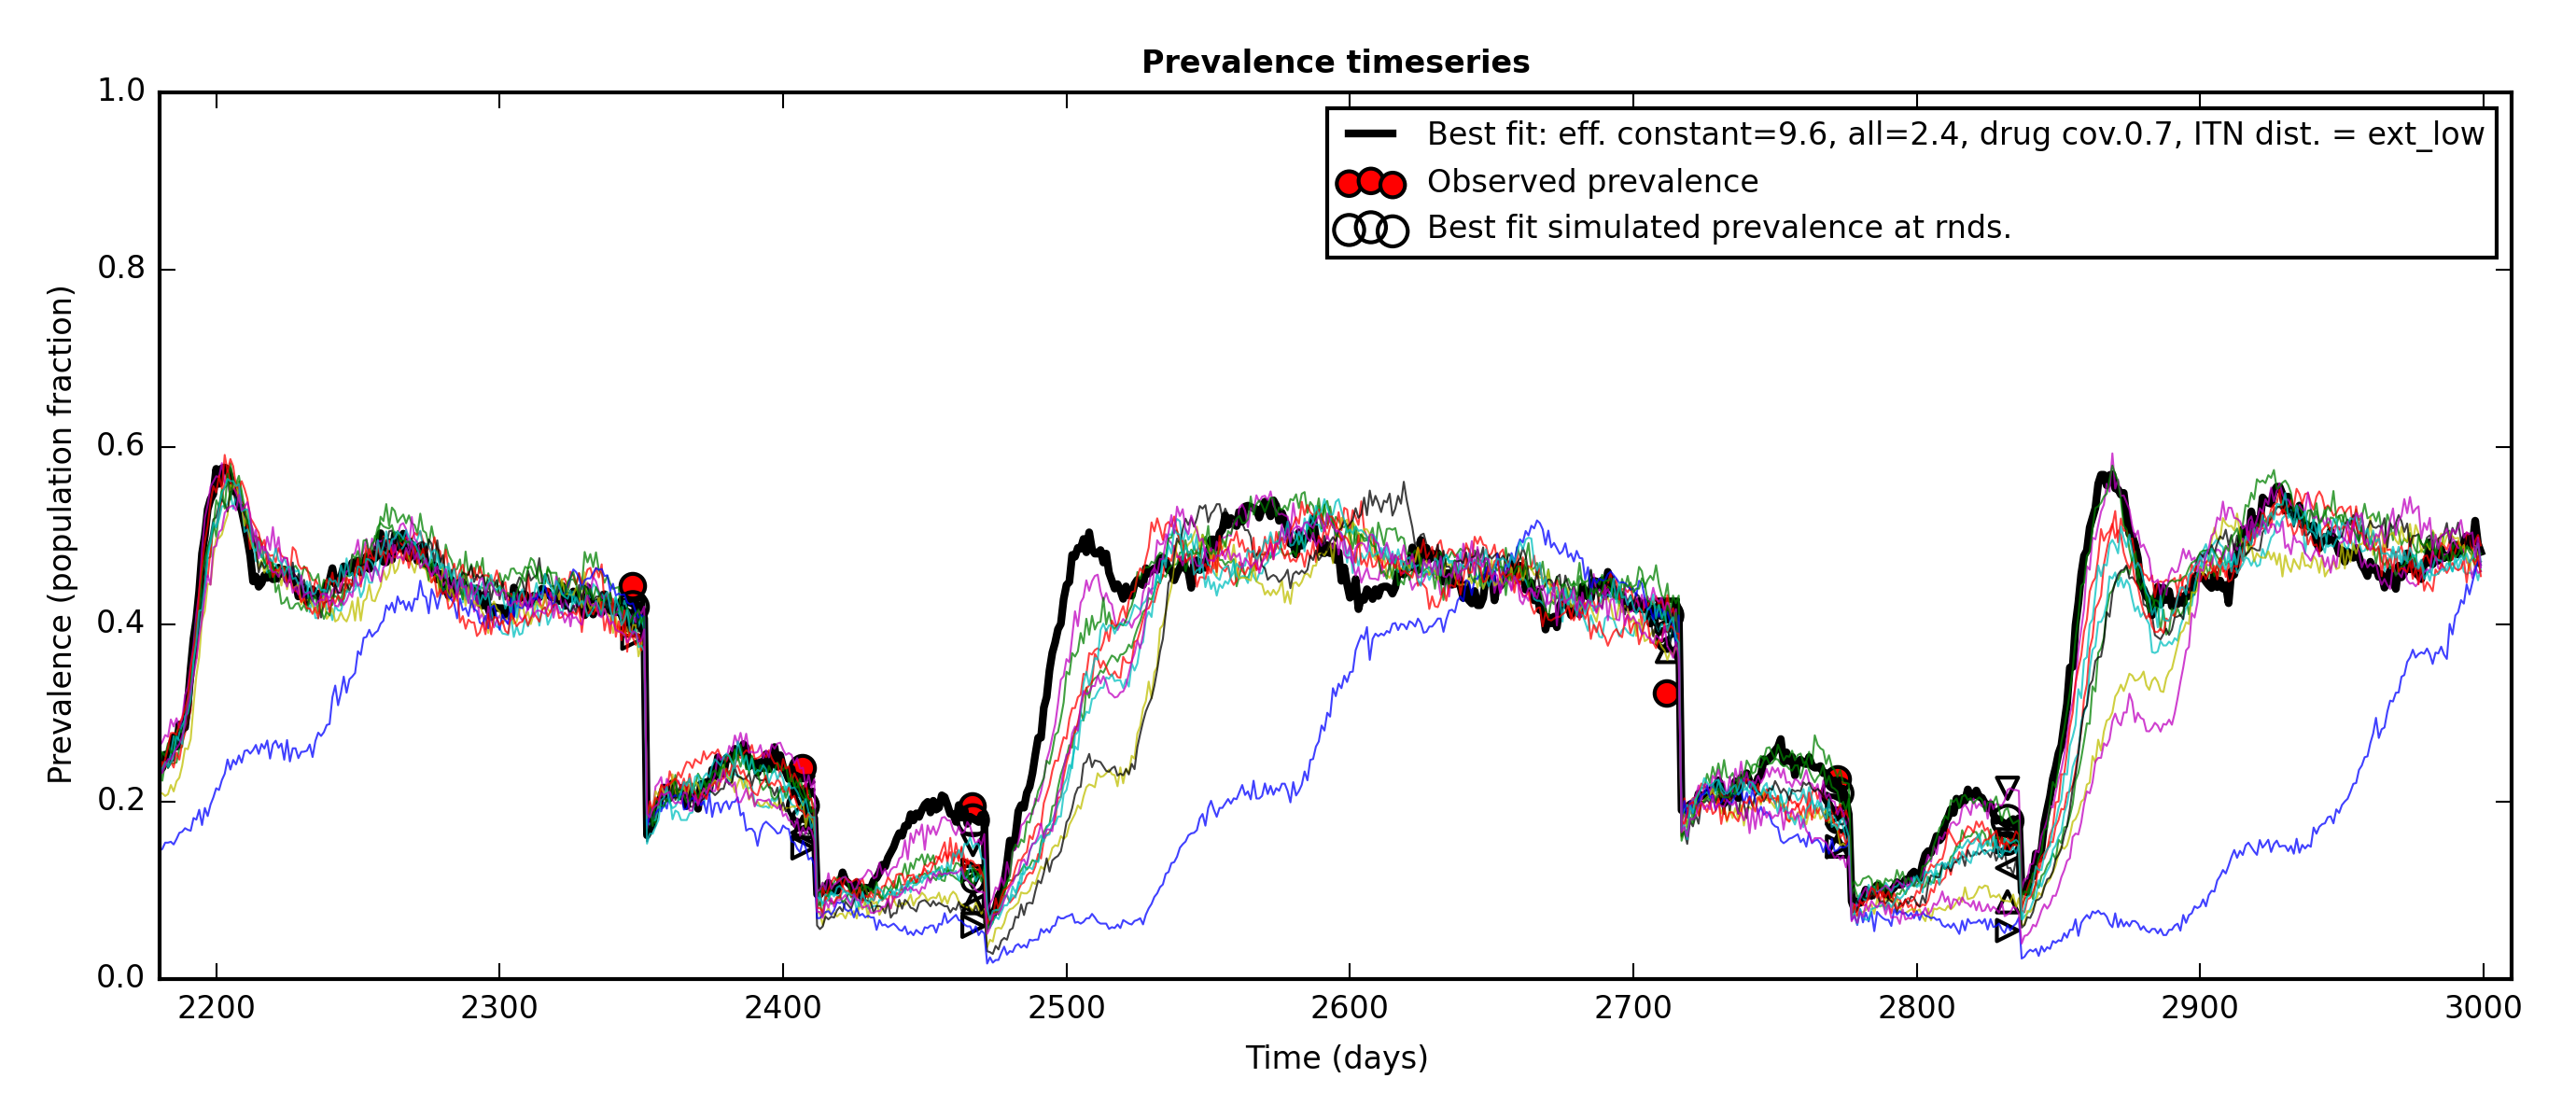 Prevalence timeseries
1.0
0.8
0.6
0.4
0.2
0.0
Prevalence (population fraction)
Best fit: eff. constant=9.6, all=2.4, drug cov.0.7, ITN dist. = ext_low
Observed prevalence
Best fit simulated prevalence at rnds.
2200 2300 2400 2500 2600 2700 2800 2900 3000
Time (days)